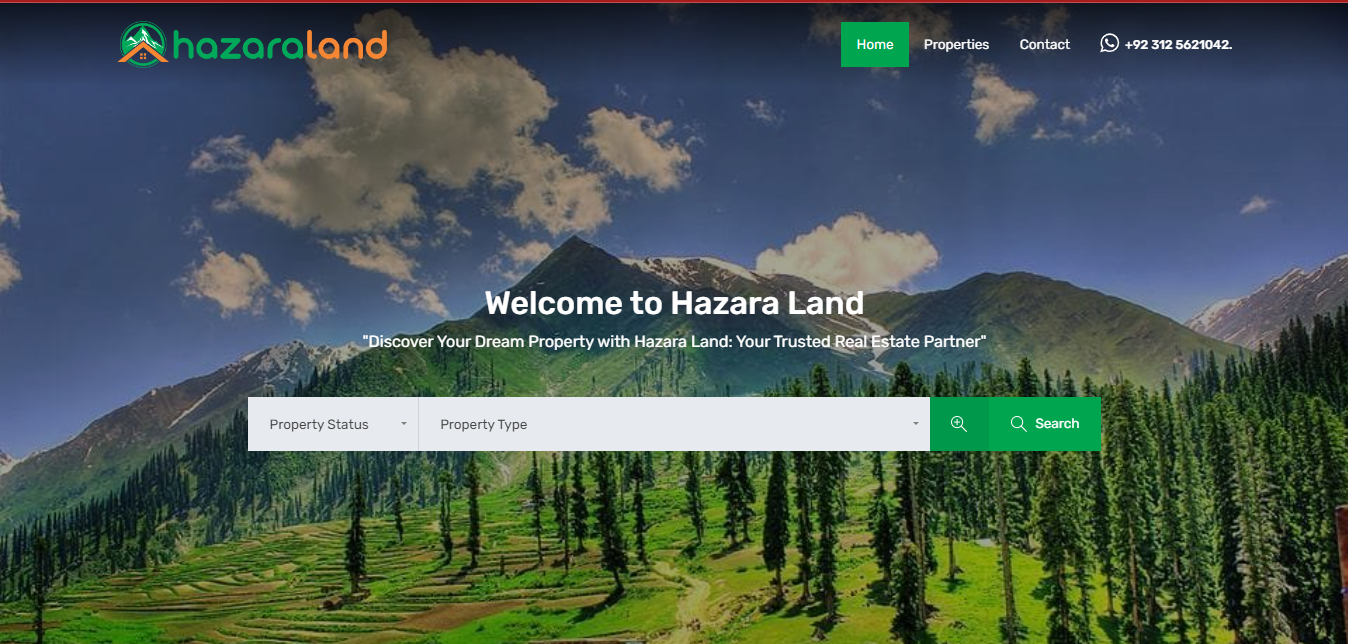 hazaraland
Home
Properties
Contact
+92 312 5621042.
Welcome to Hazara Land
"Discover Your Dream Property with Hazara Land: Your Trusted Real Estate Partner"
Property Status
Property Type
Search